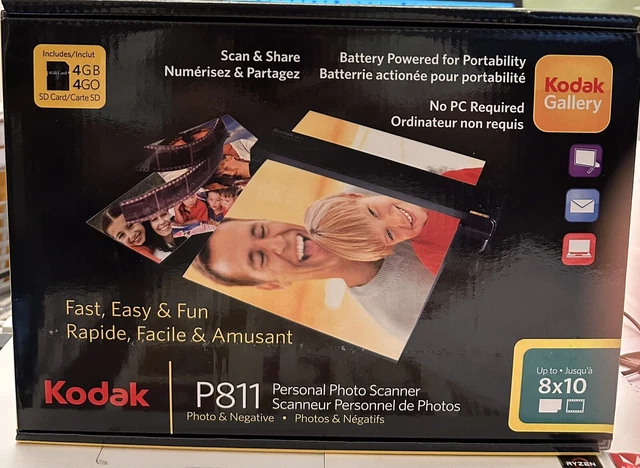 Includes/Inclut
4GB
4GO
SD Card/Carte SD
Scan & Share
Numérisez & Partagez
Battery Powered for Portability
Batterrie actionée pour portabilité
No PC Required
Ordinateur non requis
Kodak
Gallery
Fast, Easy & Fun
Rapide, Facile & Amusant
Kodak
P811
Personal Photo Scanner
Scanneur Personnel de Photos
Photo & Negative • Photos & Négatifs
Up to • Jusqu'à
8x10
RYZEN